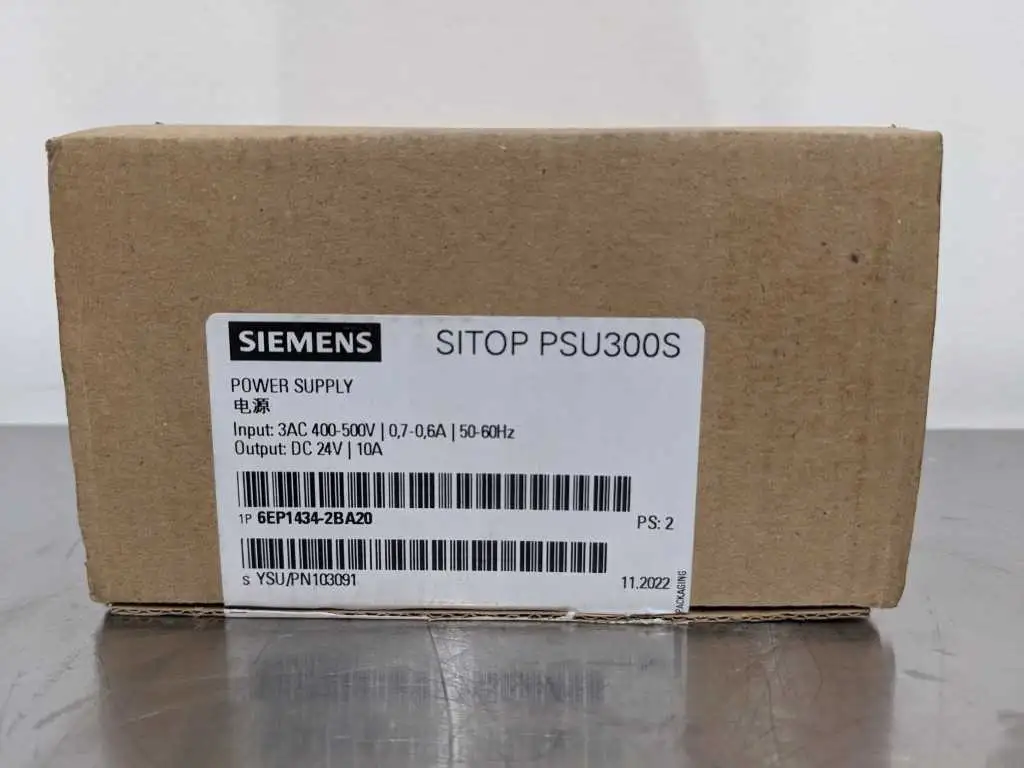 SIEMENS
SITOP PSU300S
POWER SUPPLY
电源
Input: 3AC 400-500V | 0,7-0,6A | 50-60Hz
Output: DC 24V | 10A
1P 6EP1434-2BA20
PS: 2
S YSU/PN103091
11.2022
PACKAGING